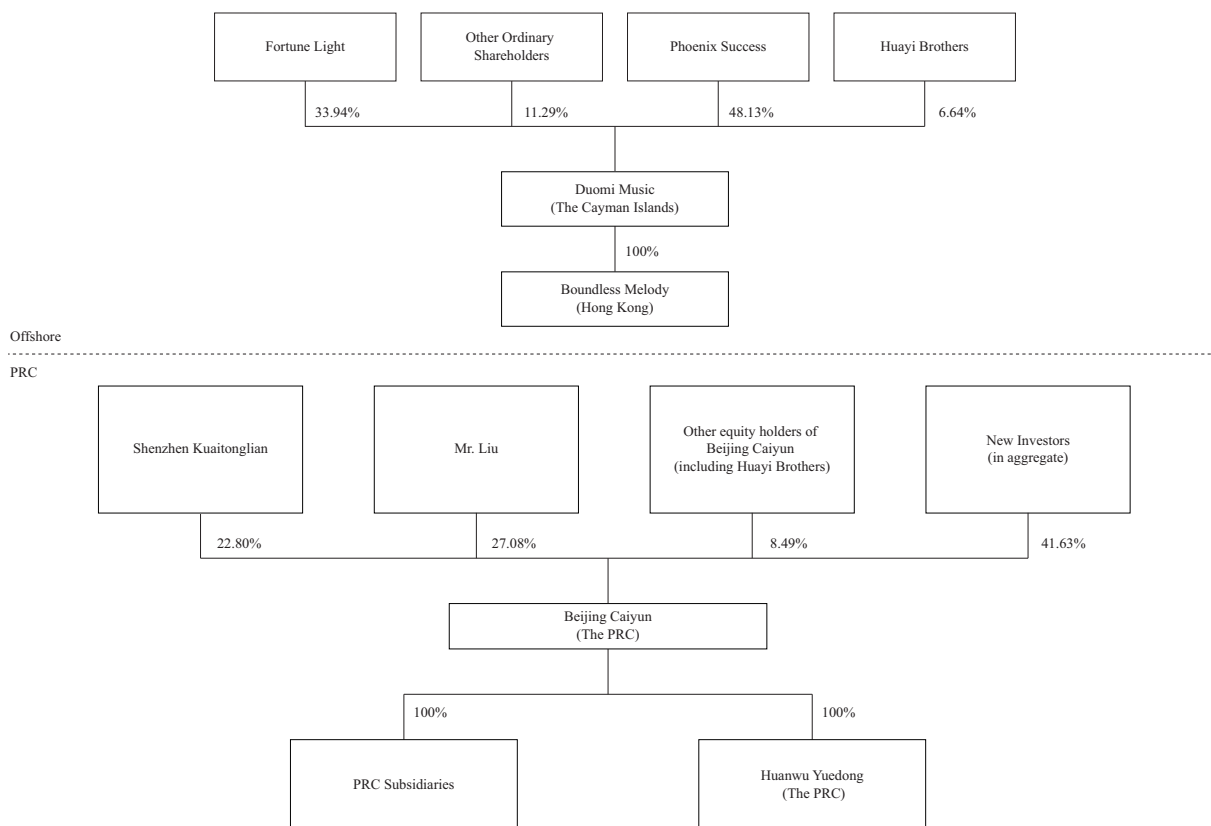 Fortune Light
Other Ordinary
Shareholders
Phoenix Success
Huayi Brothers
33.94%
11.29%
48.13%
6.64%
Duomi Music
(The Cayman Islands)
100%
Boundless Melody
(Hong Kong)
Offshore
PRC
Shenzhen Kuaitonglian
Mr. Liu
Other equity holders of
Beijing Caiyun
(including Huayi Brothers)
New Investors
(in aggregate)
22.80%
27.08%
8.49%
41.63%
Beijing Caiyun
(The PRC)
100%
100%
PRC Subsidiaries
Huanwu Yuedong
(The PRC)